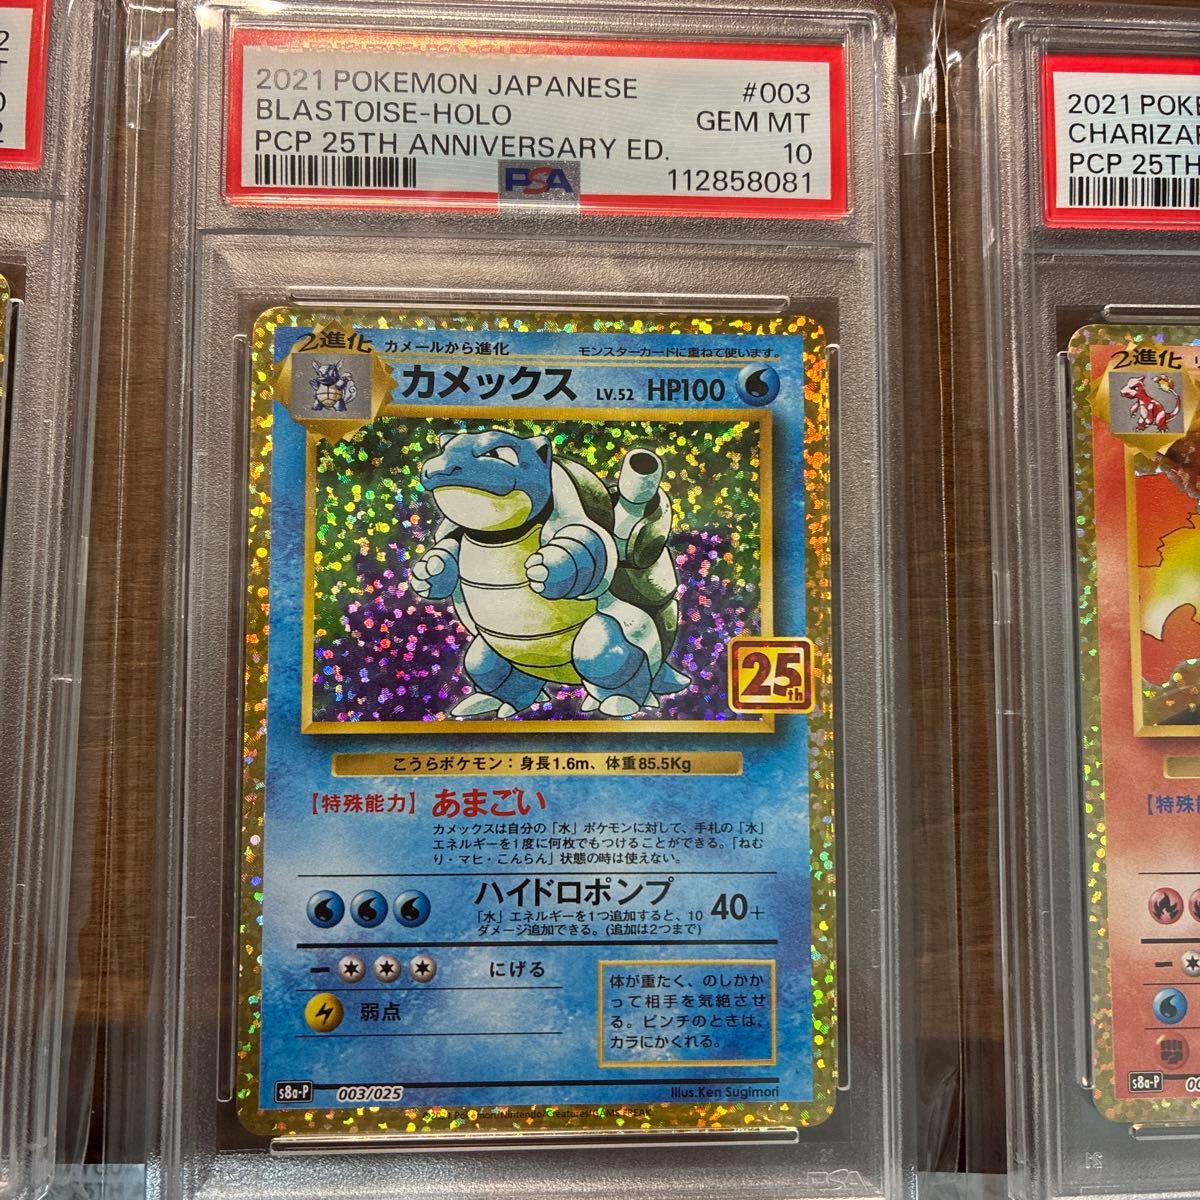 2021 POKEMON JAPANESE #003
BLASTOISE-HOLO GEM MT
PCP 25TH ANNIVERSARY ED. 10
PSA 112858081
2進化 カメールから進化 モンスターカードに重ねて使います。
カメックス LV.52 HP100
25th
こうらポケモン：身長1.6m、体重85.5Kg
【特殊能力】 あまごい
カメックスは自分の「水」ポケモンに対して、手札の「水」
エネルギーを1度に何枚でもつけることができる。「ねむ
り・マヒ・こんらん」状態の時は使えない。
ハイドロポンプ 40+
「水」エネルギーを1つ追加すると、10
ダメージ追加できる。(追加は2つまで)
ー にげる
弱点
体が重たく、のしかか
って相手を気絶させ
る。ピンチのときは、
カラにかくれる。
s8a-P 003/025 Illus.Ken Sugimori
©2021 Pokémon/Nintendo/Creatures/GAME FREAK
PSA
2021 POKE
CHARIZA
PCP 25TH
2進化
【特殊
s8a-P 00